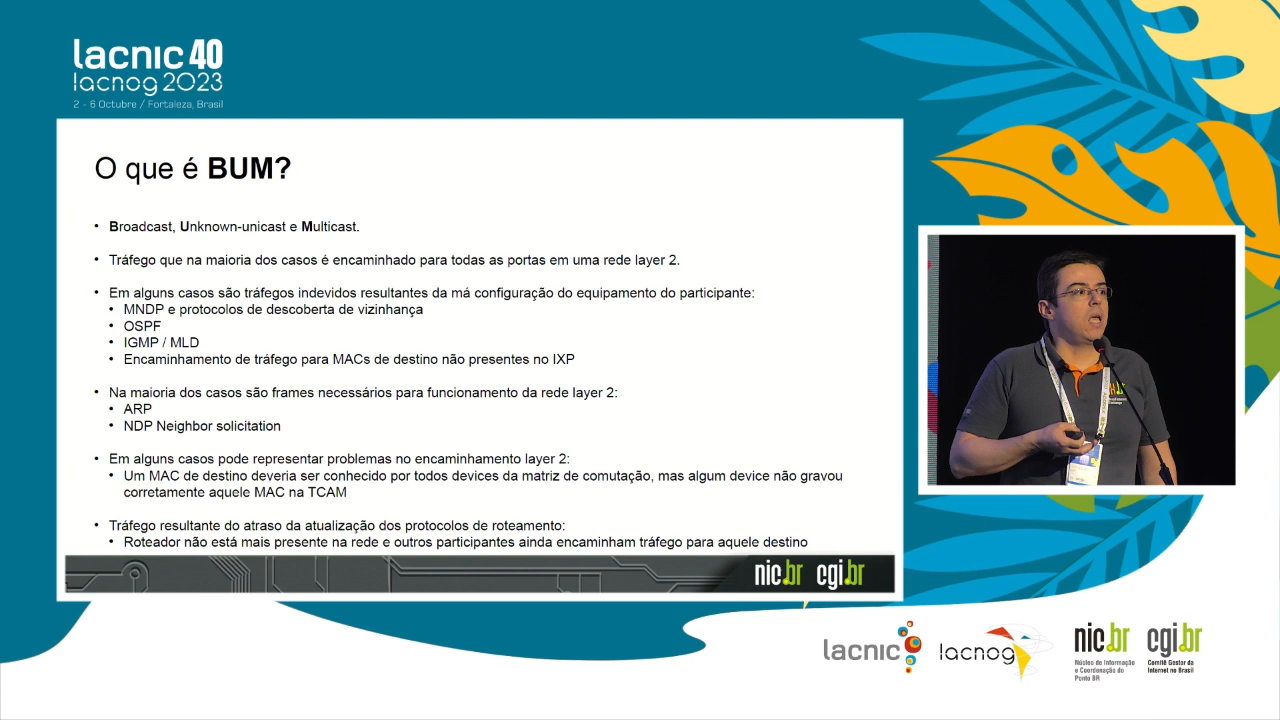 lacnic 40
lacnog 2023
2 - 6 Octubre / Fortaleza, Brasil
O que é BUM?
• Broadcast, Unknown-unicast e Multicast.
• Tráfego que na maioria dos casos é encaminhado para todas as portas em uma rede layer 2.
• Em alguns casos são tráfegos indevidos resultantes da má configuração do equipamento do participante:
• MNDP e protocolos de descoberta de vizinhança
• OSPF
• IGMP / MLD
• Encaminhamento de tráfego para MACs de destino não presentes no IXP
• Na maioria dos casos são frames necessários para funcionamento da rede layer 2:
• ARP
• NDP Neighbor solicitation
• Em alguns casos pode representar problemas no encaminhamento layer 2:
• Um MAC de destino deveria ser conhecido por todos devices da matriz de comutação, mas algum device não gravou
corretamente aquele MAC na TCAM
• Tráfego resultante do atraso da atualização dos protocolos de roteamento:
• Roteador não está mais presente na rede e outros participantes ainda encaminham tráfego para aquele destino
nic.br cgi.br
lacnic
lacnog
nic.br
Núcleo de Informação
e Coordenação do
Ponto BR
cgi.br
Comitê Gestor da
Internet no Brasil